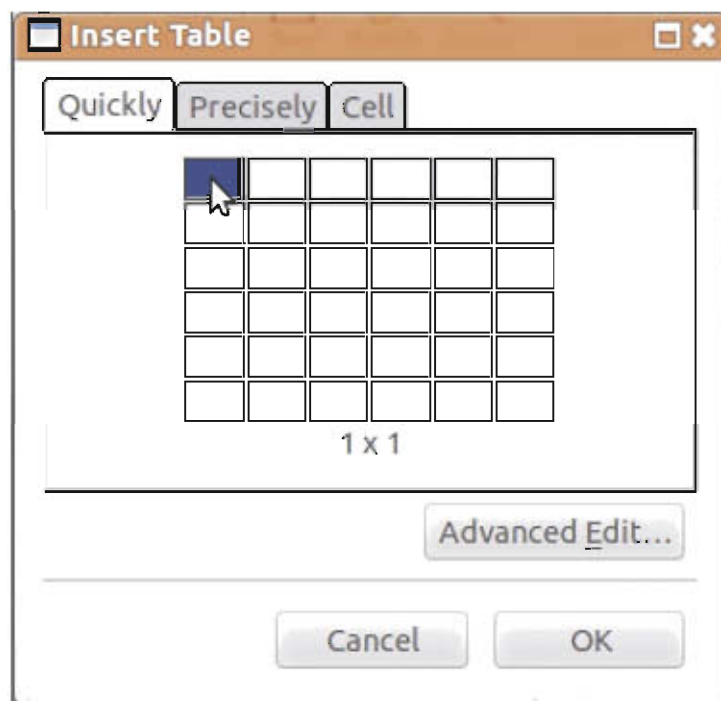 Insert Table
Quickly Precisely Cell
1 x 1
Advanced Edit...
Cancel OK